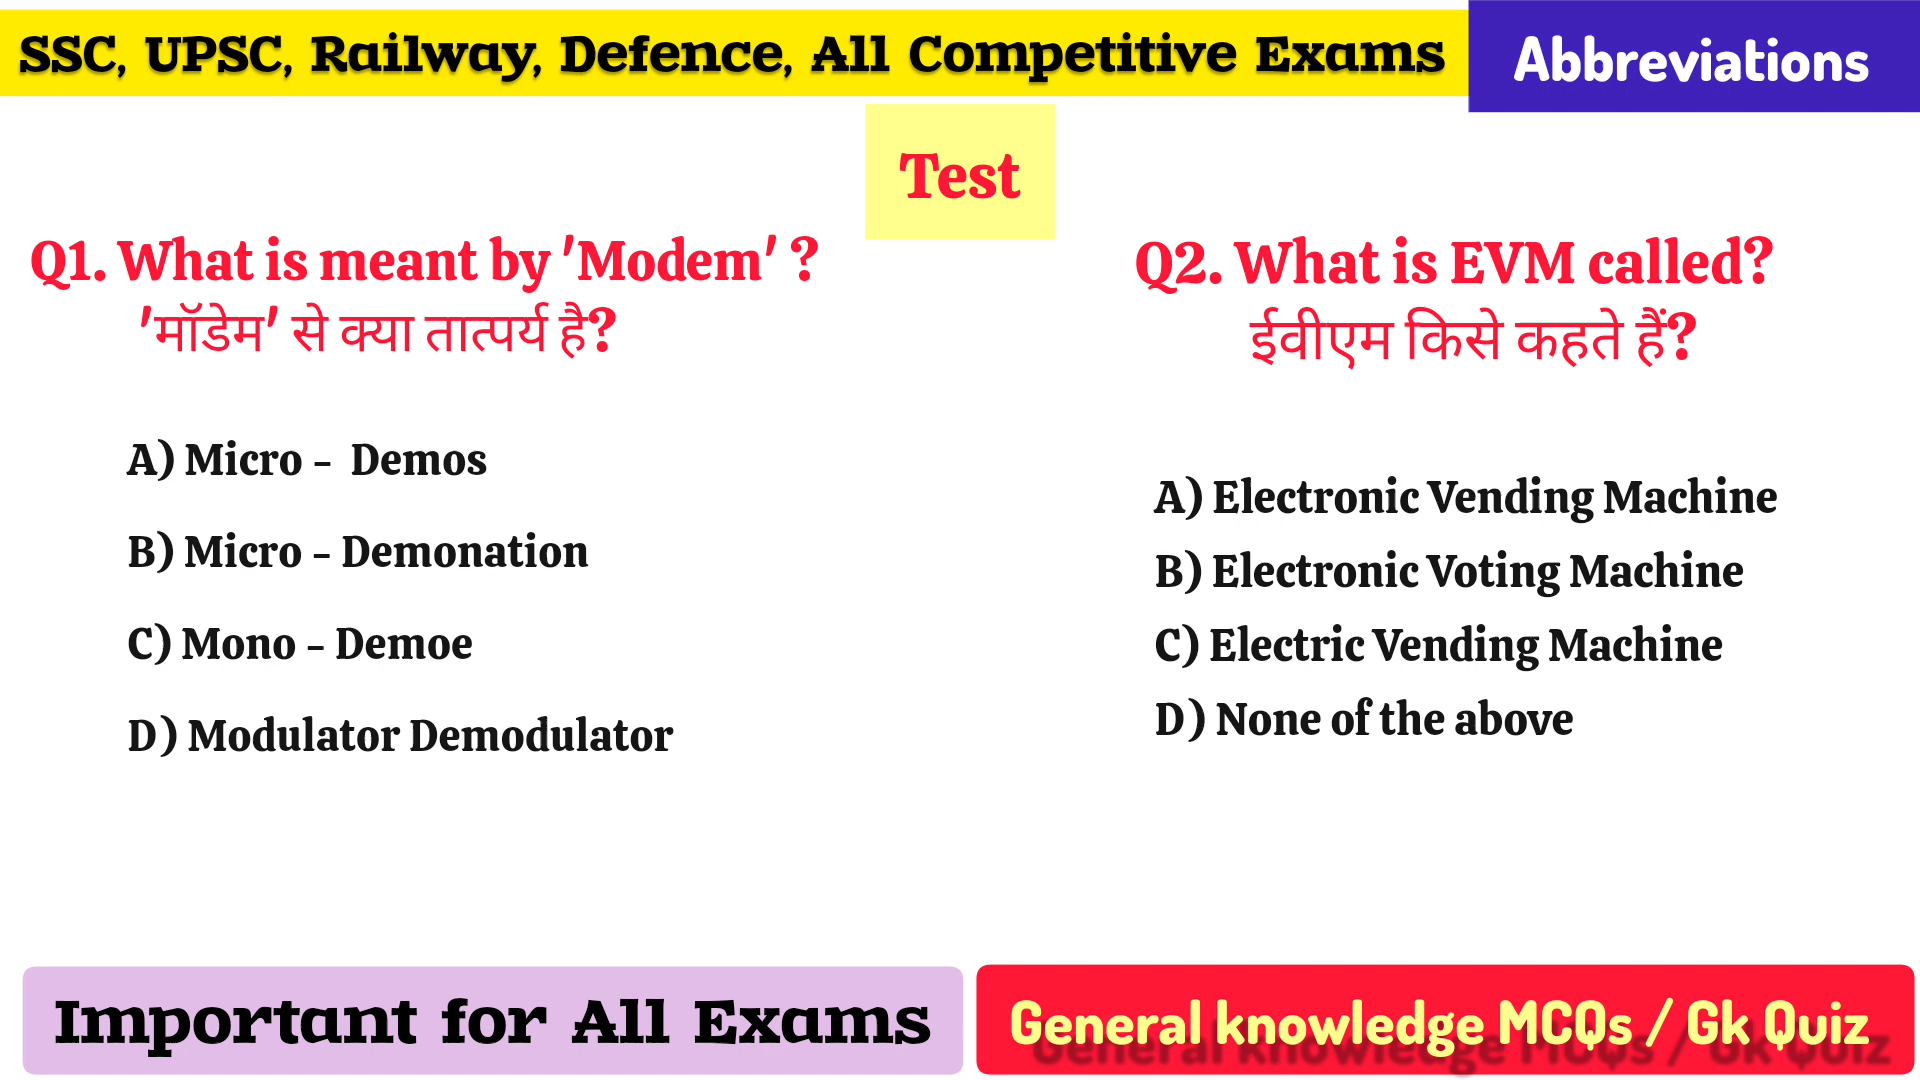 SSC, UPSC, Railway, Defence, All Competitive Exams
Abbreviations
Test
Q1. What is meant by 'Modem' ?
'मॉडेम' से क्या तात्पर्य है?
A) Micro - Demos
B) Micro - Demonation
C) Mono - Demoe
D) Modulator Demodulator
Q2. What is EVM called?
ईवीएम किसे कहते हैं?
A) Electronic Vending Machine
B) Electronic Voting Machine
C) Electric Vending Machine
D) None of the above
Important for All Exams
General knowledge MCQs / Gk Quiz